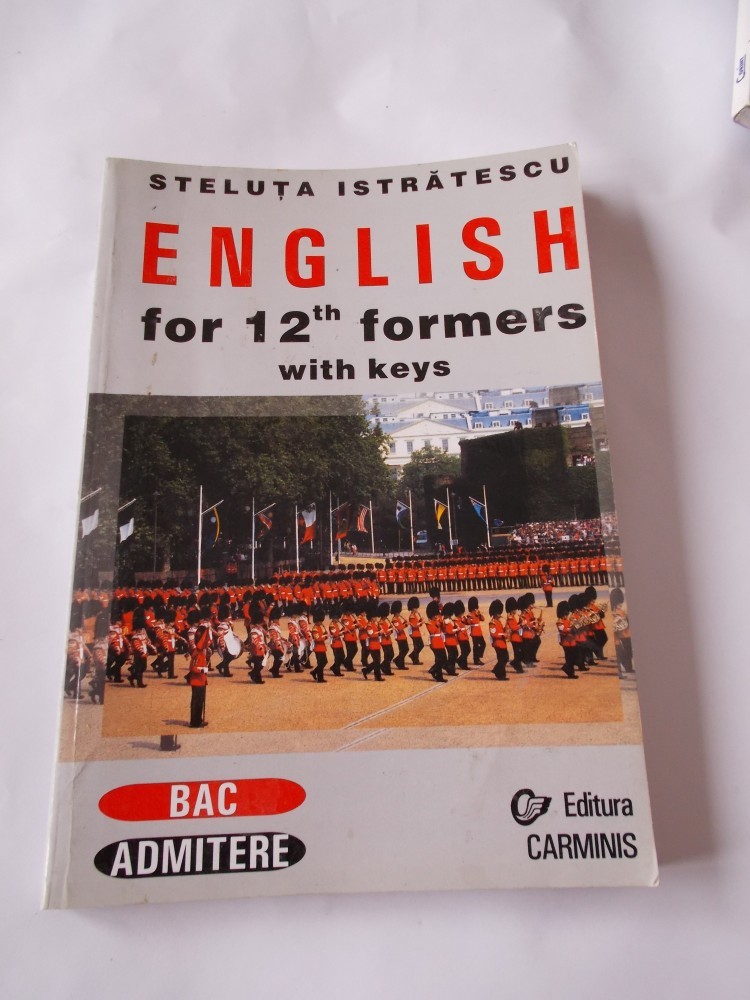 STELUȚA ISTRĂTESCU
ENGLISH
for 12th formers
with keys
BAC
ADMITERE
Editura
CARMINIS